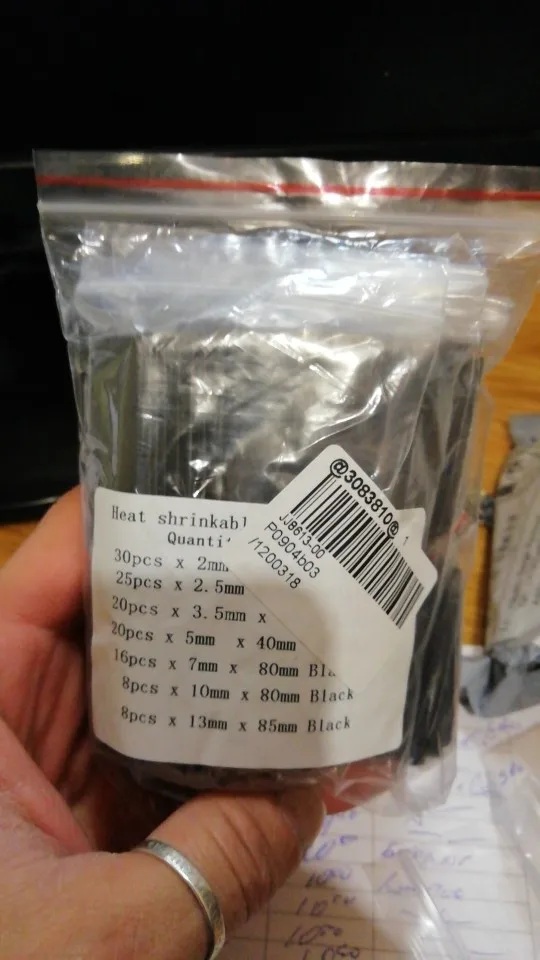 Heat shrinkabl
Quanti
30pcs x 2mm
25pcs x 2.5mm
20pcs x 3.5mm x
20pcs x 5mm x 40mm
16pcs x 7mm x 80mm Bla
8pcs x 10mm x 80mm Black
8pcs x 13mm x 85mm Black
@3083810@ 1
JJ8613-00
P0904b03
/1200318